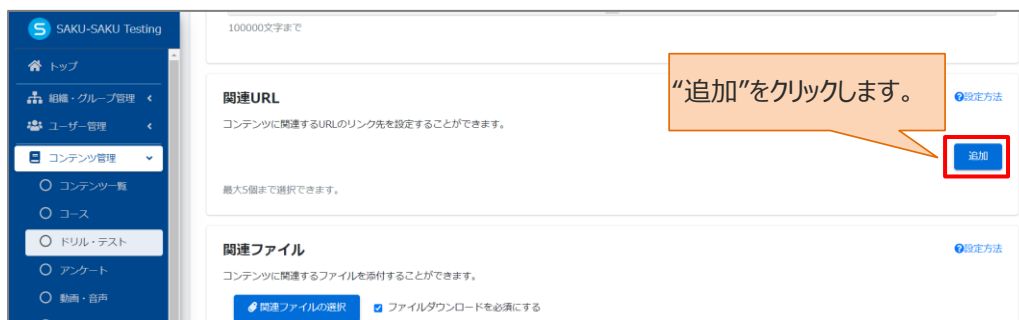 SAKU-SAKU Testing
トップ
組織・グループ管理
ユーザー管理
コンテンツ管理
コンテンツ一覧
コース
ドリル・テスト
アンケート
動画・音声
100000文字まで
“追加”をクリックします。
関連URL
設定方法
コンテンツに関連するURLのリンク先を設定することができます。
追加
最大5個まで選択できます。
関連ファイル
設定方法
コンテンツに関連するファイルを添付することができます。
関連ファイルの選択
ファイルダウンロードを必須にする